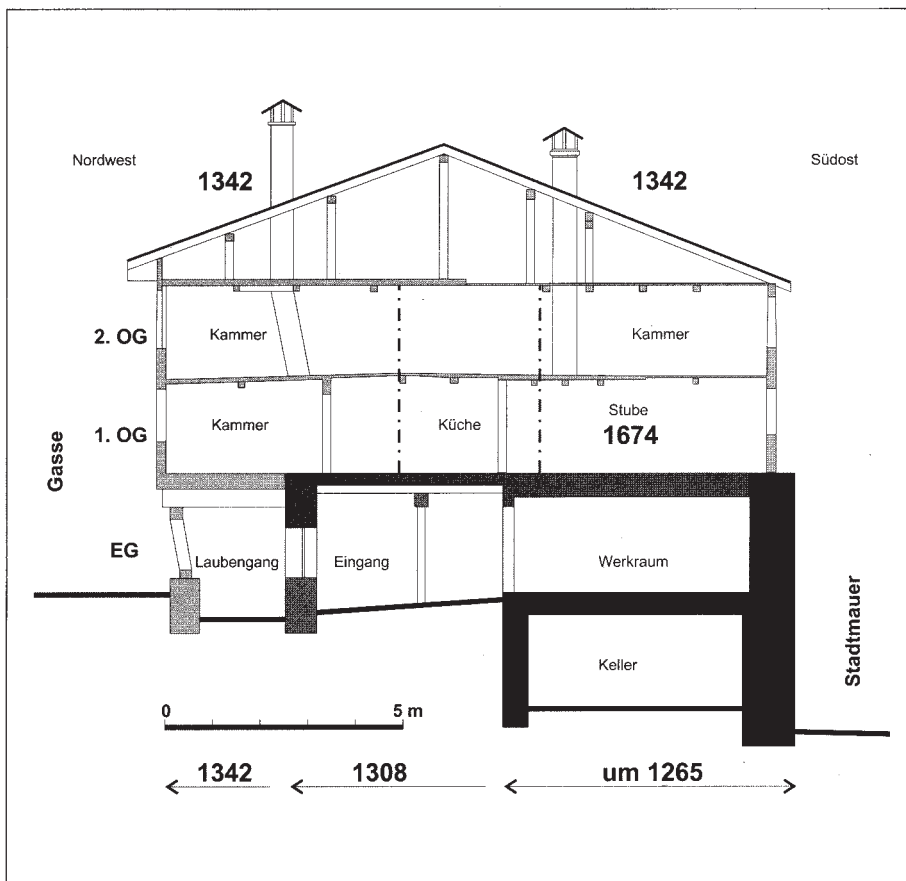 Nordwest
Südost
1342
1342
2. OG
Kammer
Kammer
1. OG
Kammer
Küche
Stube
1674
Gasse
EG
Laubengang
Eingang
Werkraum
Keller
Stadtmauer
0
5 m
1342
1308
um 1265